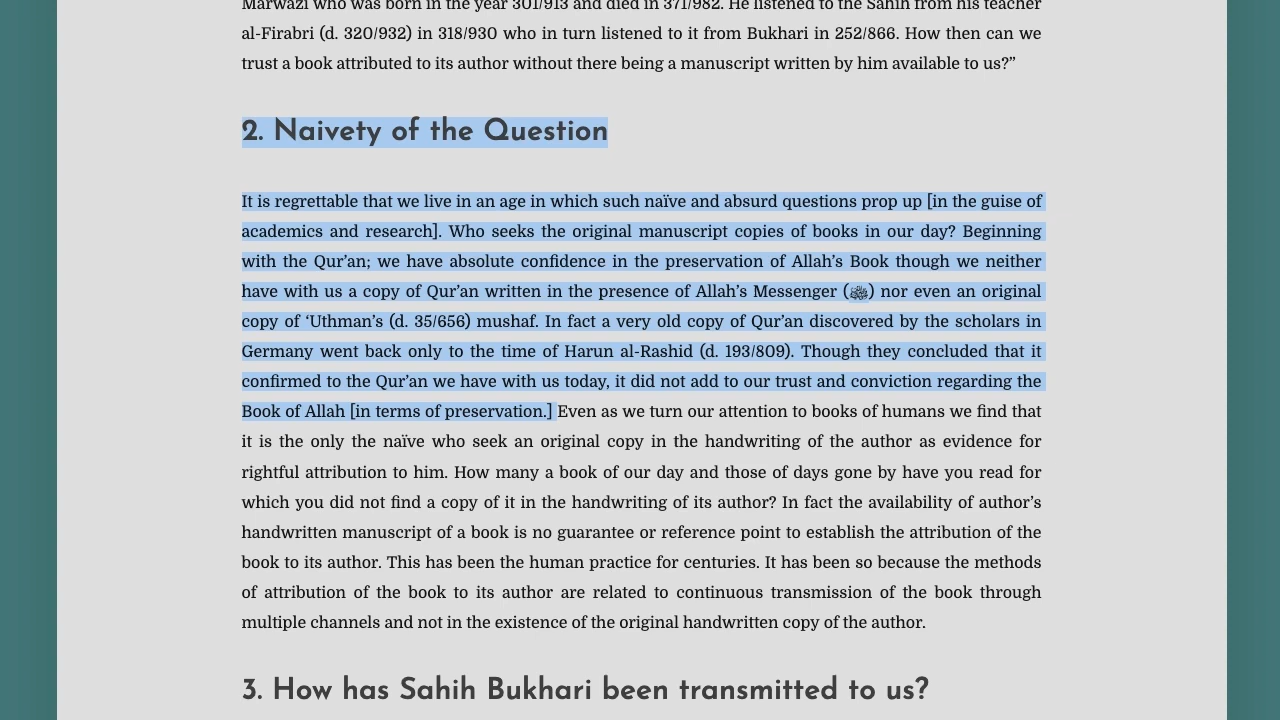 Marwazi who was born in the year 301/913 and died in 371/982. He listened to the Sahih from his teacher
al-Firabri (d. 320/932) in 318/930 who in turn listened to it from Bukhari in 252/866. How then can we
trust a book attributed to its author without there being a manuscript written by him available to us?”
2. Naivety of the Question
It is regrettable that we live in an age in which such naïve and absurd questions prop up [in the guise of
academics and research]. Who seeks the original manuscript copies of books in our day? Beginning
with the Qur’an; we have absolute confidence in the preservation of Allah’s Book though we neither
have with us a copy of Qur’an written in the presence of Allah’s Messenger (ﷺ) nor even an original
copy of ‘Uthman’s (d. 35/656) mushaf. In fact a very old copy of Qur’an discovered by the scholars in
Germany went back only to the time of Harun al-Rashid (d. 193/809). Though they concluded that it
confirmed to the Qur’an we have with us today, it did not add to our trust and conviction regarding the
Book of Allah [in terms of preservation.] Even as we turn our attention to books of humans we find that
it is the only the naïve who seek an original copy in the handwriting of the author as evidence for
rightful attribution to him. How many a book of our day and those of days gone by have you read for
which you did not find a copy of it in the handwriting of its author? In fact the availability of author’s
handwritten manuscript of a book is no guarantee or reference point to establish the attribution of the
book to its author. This has been the human practice for centuries. It has been so because the methods
of attribution of the book to its author are related to continuous transmission of the book through
multiple channels and not in the existence of the original handwritten copy of the author.
3. How has Sahih Bukhari been transmitted to us?